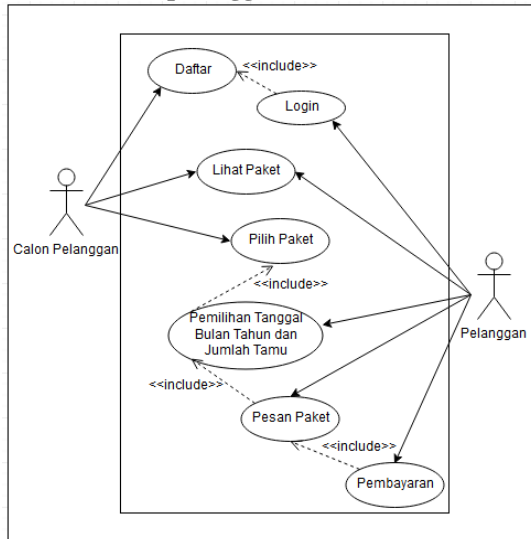 Daftar
<<include>>
Login
Lihat Paket
Calon Pelanggan
Pilih Paket
Pelanggan
<<include>>
Pemilihan Tanggal
Bulan Tahun dan
Jumlah Tamu
<<include>>
Pesan Paket
<<include>>
Pembayaran